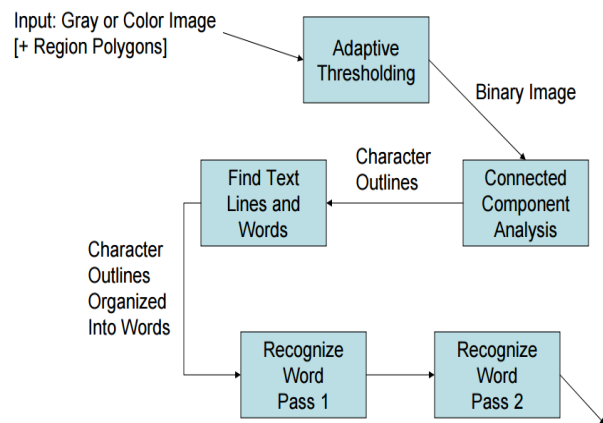 Input: Gray or Color Image
[+ Region Polygons]
Adaptive
Thresholding
Binary Image
Character
Outlines
Find Text
Lines and
Words
Connected
Component
Analysis
Character
Outlines
Organized
Into Words
Recognize
Word
Pass 1
Recognize
Word
Pass 2